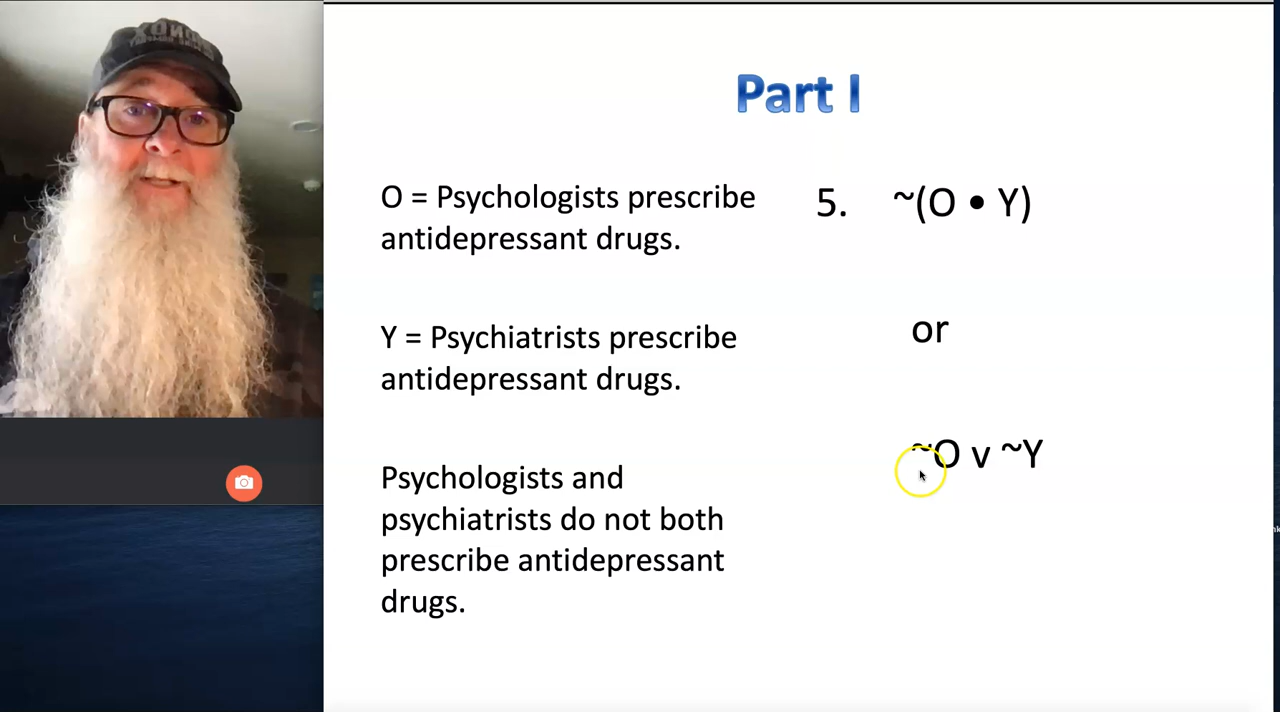 Part I
O = Psychologists prescribe
antidepressant drugs.
Y = Psychiatrists prescribe
antidepressant drugs.
Psychologists and
psychiatrists do not both
prescribe antidepressant
drugs.
5. ~(O • Y)
or
~O v ~Y